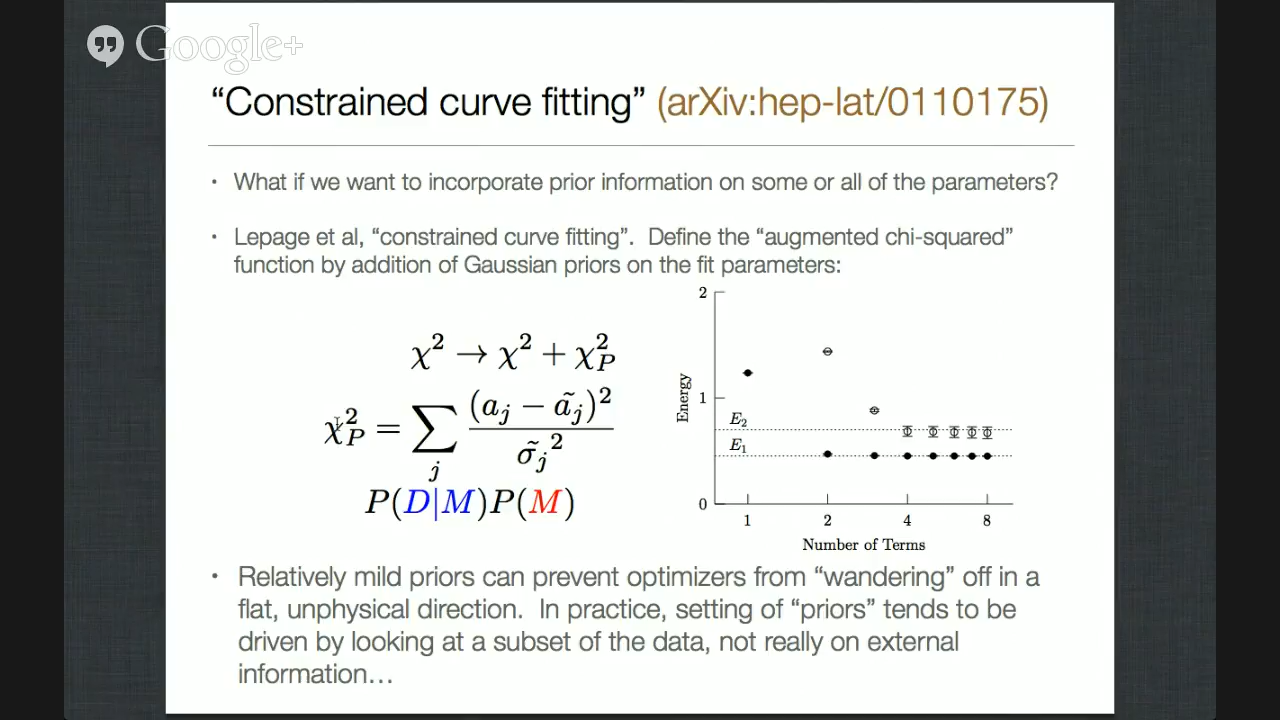 Google+
“Constrained curve fitting” (arXiv:hep-lat/0110175)
• What if we want to incorporate prior information on some or all of the parameters?
• Lepage et al, “constrained curve fitting”. Define the “augmented chi-squared”
function by addition of Gaussian priors on the fit parameters:
χ² → χ² + χ²_P
χ²_P = ∑_j (a_j − ã_j)² / σ̃_j²
P(D|M)P(M)
2
1
0
Energy
E₂
E₁
1 2 4 8
Number of Terms
• Relatively mild priors can prevent optimizers from “wandering” off in a
flat, unphysical direction. In practice, setting of “priors” tends to be
driven by looking at a subset of the data, not really on external
information…